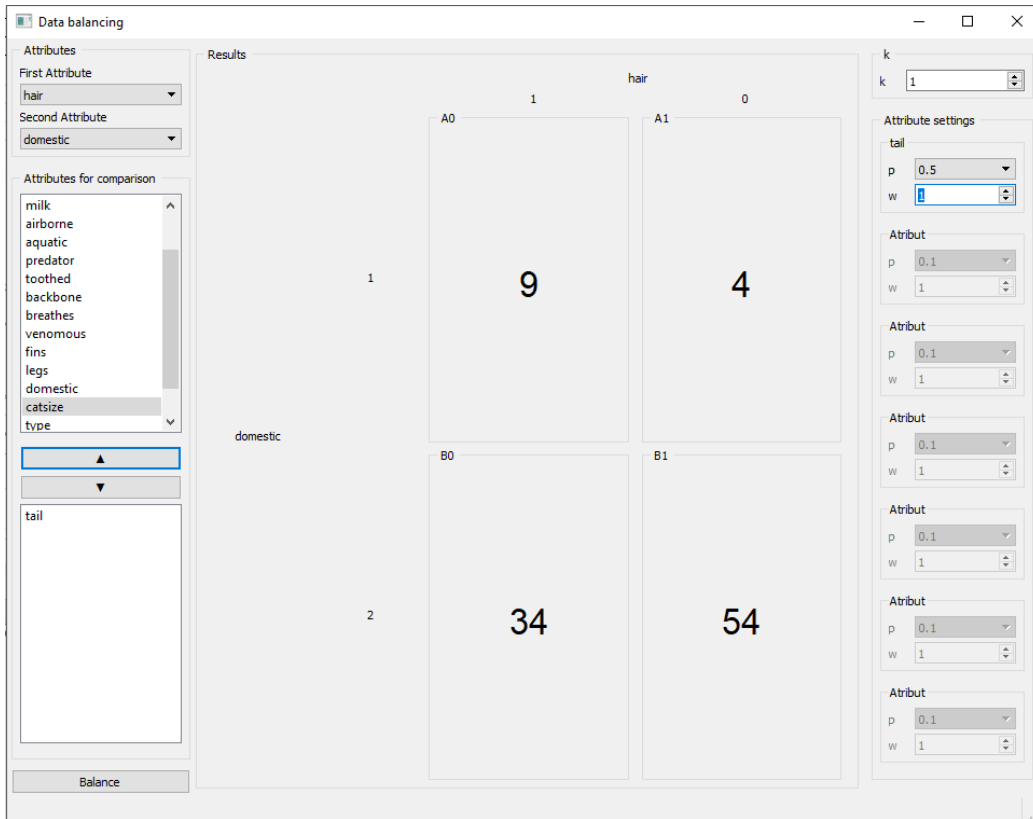 Data balancing
Attributes
First Attribute
hair
Second Attribute
domestic
Attributes for comparison
milk
airborne
aquatic
predator
toothed
backbone
breathes
venomous
fins
legs
domestic
catsize
type
▲
▼
tail
Balance
Results
hair
1 0
domestic
1
2
A0
9
A1
4
B0
34
B1
54
k
k 1
Attribute settings
tail
p 0.5
w 1
Atribut
p 0.1
w 1
Atribut
p 0.1
w 1
Atribut
p 0.1
w 1
Atribut
p 0.1
w 1
Atribut
p 0.1
w 1
Atribut
p 0.1
w 1